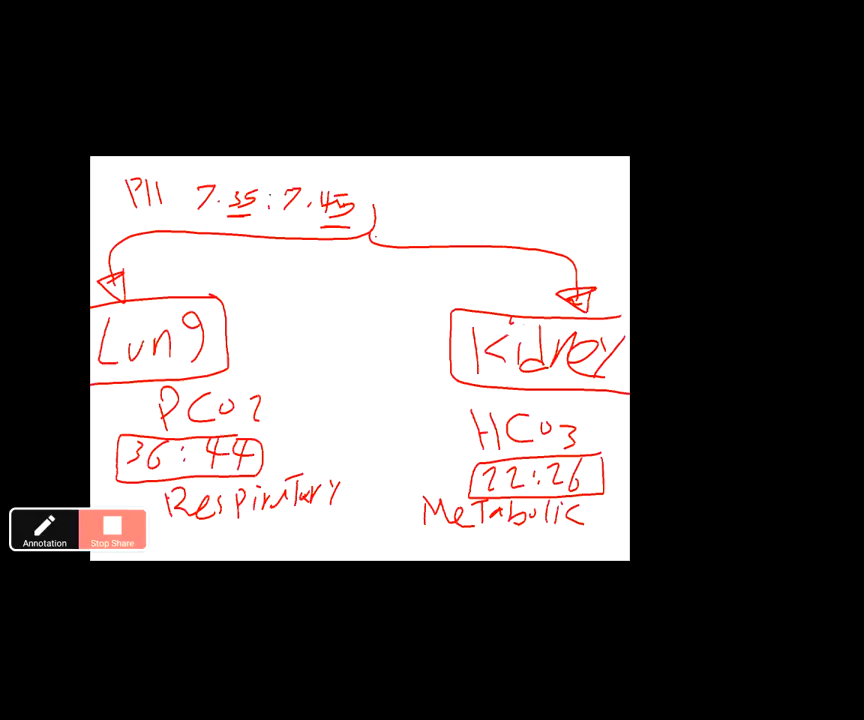 PH 7.35 : 7.45
Lung
Kidney
PCO2
HCO3
36 : 44
22 : 26
Respiratory
Metabolic
Annotation
Stop Share